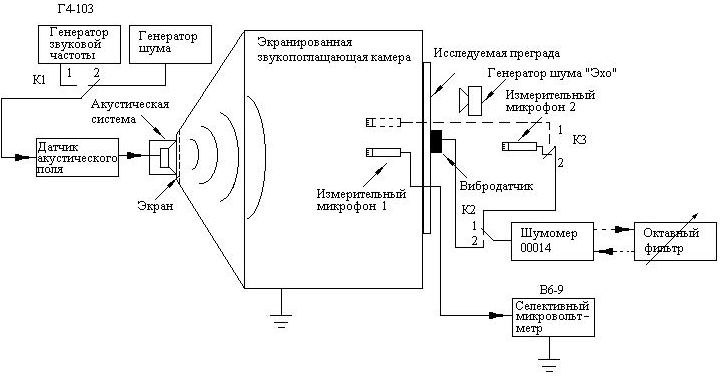 Г4-103
Генератор
звуковой
частоты
Генератор
шума
К1
1
2
Акустическая
система
Датчик
акустического
поля
Экран
Экранированная
звукопоглащающая камера
Измерительный
микрофон 1
Исследуемая преграда
Генератор шума "Эхо"
Измерительный
микрофон 2
1
К3
2
Вибродатчик
К2
1
2
Шумомер
00014
Октавный
фильтр
В6-9
Селективный
микровольт-
метр